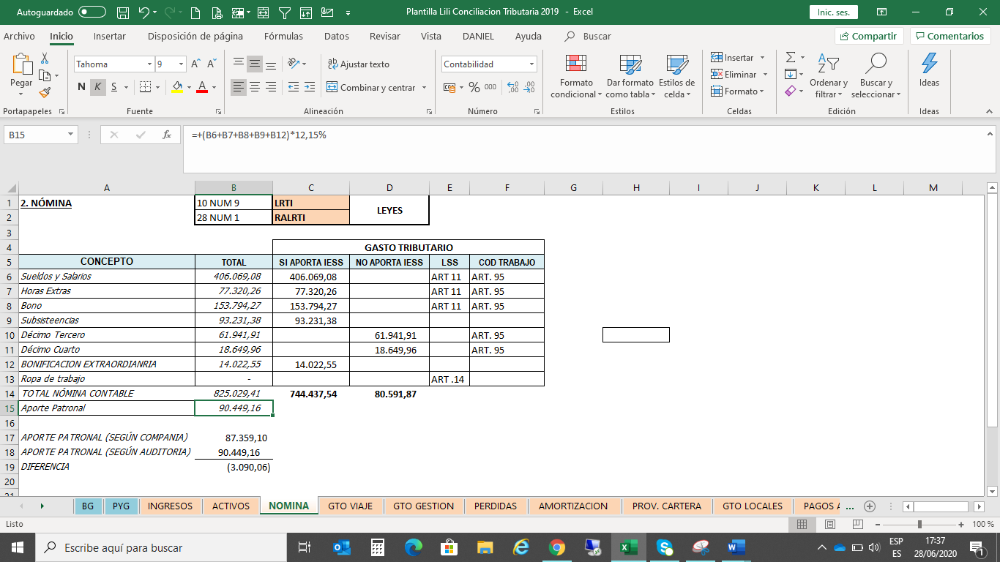 Autoguardado
Plantilla Lili Conciliacion Tributaria 2019 - Excel
Inic. ses.
Archivo Inicio Insertar Disposición de página Fórmulas Datos Revisar Vista DANIEL Ayuda Buscar Compartir Comentarios
Pegar
Tahoma 9
N K S
Ajustar texto
Combinar y centrar
Contabilidad
% 000
Formato condicional
Dar formato como tabla
Estilos de celda
Insertar
Eliminar
Formato
Ordenar y filtrar
Buscar y seleccionar
Ideas
Portapapeles Fuente Alineación Número Estilos Celdas Edición Ideas
B15 fx =+(B6+B7+B8+B9+B12)*12,15%
A B C D E F G H I J K L M
1 2. NÓMINA 10 NUM 9 LRTI LEYES
2 28 NUM 1 RALRTI
3
4 GASTO TRIBUTARIO
5 CONCEPTO TOTAL SI APORTA IESS NO APORTA IESS LSS COD TRABAJO
6 Sueldos y Salarios 406.069,08 406.069,08 ART 11 ART. 95
7 Horas Extras 77.320,26 77.320,26 ART 11 ART. 95
8 Bono 153.794,27 153.794,27 ART 11 ART. 95
9 Subsisteencias 93.231,38 93.231,38
10 Décimo Tercero 61.941,91 61.941,91 ART. 95
11 Décimo Cuarto 18.649,96 18.649,96 ART. 95
12 BONIFICACION EXTRAORDIANRIA 14.022,55 14.022,55
13 Ropa de trabajo - ART .14
14 TOTAL NÓMINA CONTABLE 825.029,41 744.437,54 80.591,87
15 Aporte Patronal 90.449,16
16
17 APORTE PATRONAL (SEGÚN COMPANIA) 87.359,10
18 APORTE PATRONAL (SEGÚN AUDITORIA) 90.449,16
19 DIFERENCIA (3.090,06)
20
21
BG PYG INGRESOS ACTIVOS NOMINA GTO VIAJE GTO GESTION PERDIDAS AMORTIZACION PROV. CARTERA GTO LOCALES PAGOS A ...
Listo 100 %
Escribe aquí para buscar
ESP
ES
17:37
28/06/2020
1